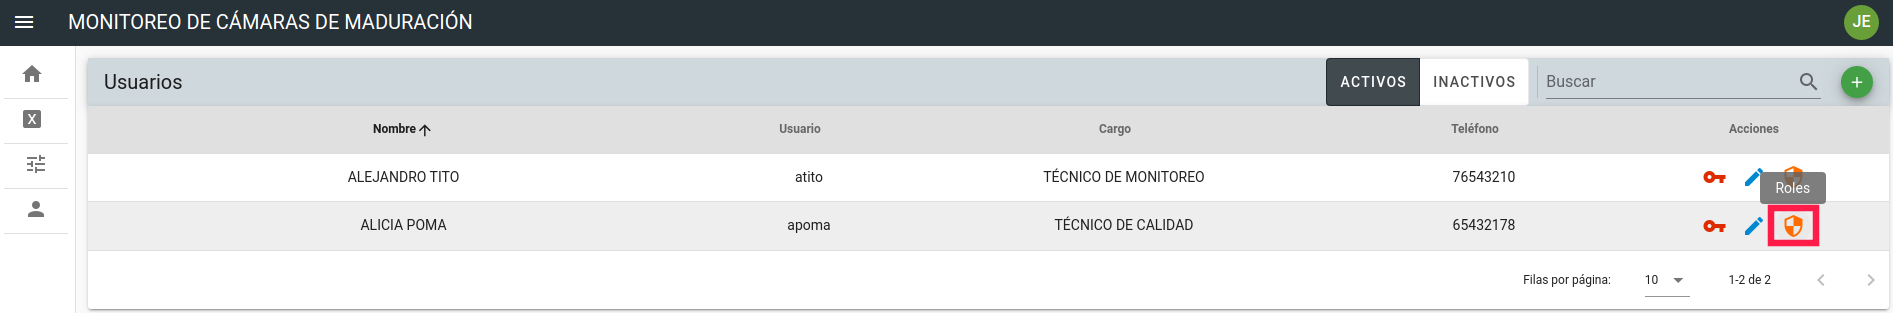 MONITOREO DE CÁMARAS DE MADURACIÓN JE
Usuarios ACTIVOS INACTIVOS Buscar
Nombre Usuario Cargo Teléfono Acciones
ALEJANDRO TITO atito TÉCNICO DE MONITOREO 76543210
Roles
ALICIA POMA apoma TÉCNICO DE CALIDAD 65432178
Filas por página: 10 1-2 de 2